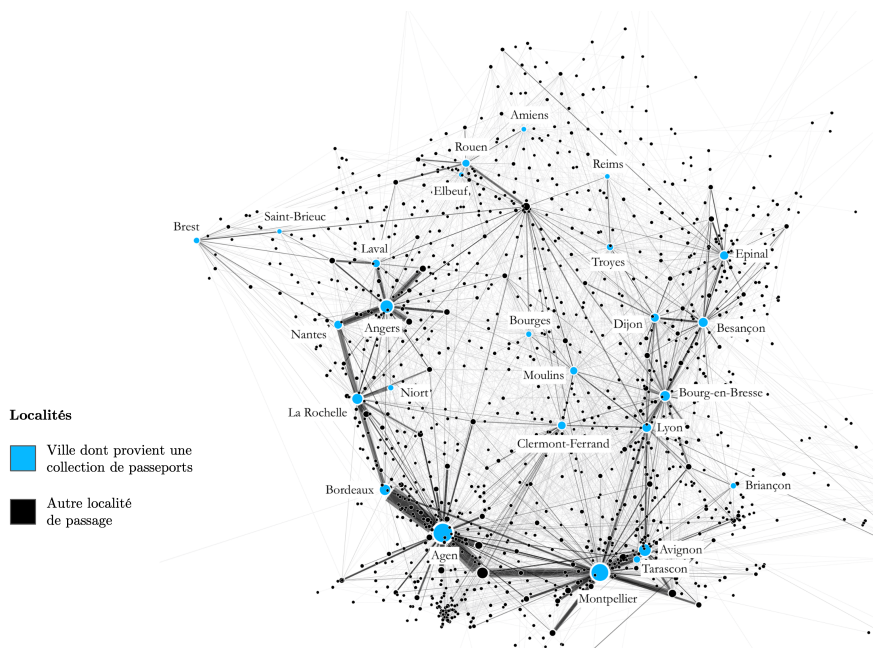 Amiens
Rouen
Reims
Elbeuf
Saint-Brieuc
Brest
Laval
Epinal
Troyes
Bourges
Dijon
Besançon
Nantes
Angers
Moulins
Niort
Bourg-en-Bresse
La Rochelle
Lyon
Clermont-Ferrand
Localités
Ville dont provient une
collection de passeports
Autre localité
de passage
Bordeaux
Briançon
Agen
Avignon
Tarascon
Montpellier